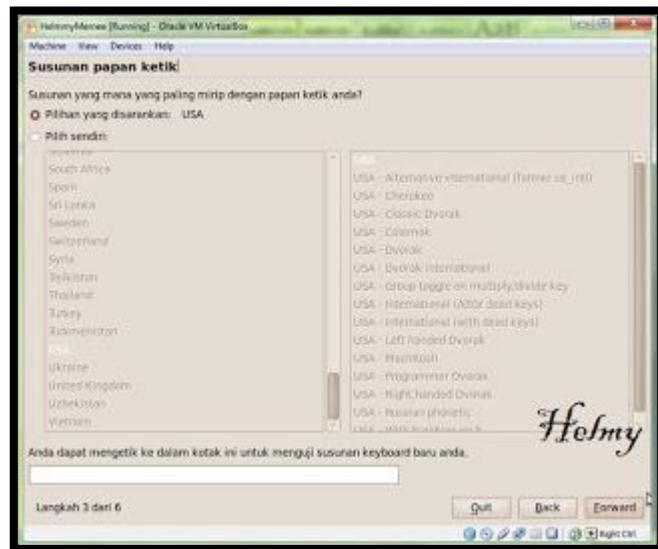 HelmmyMemee [Running] - Oracle VM VirtualBox
Machine View Devices Help
Susunan papan ketik
Susunan yang mana yang paling mirip dengan papan ketik anda?
Pilihan yang disarankan: USA
Pilih sendiri:
South Africa
Spain
Sri Lanka
Sweden
Switzerland
Syria
Tajikistan
Thailand
Turkey
Turkmenistan
USA
Ukraine
United Kingdom
Uzbekistan
Vietnam
USA
USA - Alternative international (former us_intl)
USA - Cherokee
USA - Classic Dvorak
USA - Colemak
USA - Dvorak
USA - Dvorak international
USA - Group toggle on multiply/divide key
USA - International (AltGr dead keys)
USA - International (with dead keys)
USA - Left handed Dvorak
USA - Macintosh
USA - Programmer Dvorak
USA - Right handed Dvorak
USA - Russian phonetic
Helmy
Anda dapat mengetik ke dalam kotak ini untuk menguji susunan keyboard baru anda.
Langkah 3 dari 6
Quit Back Forward
Right Ctrl